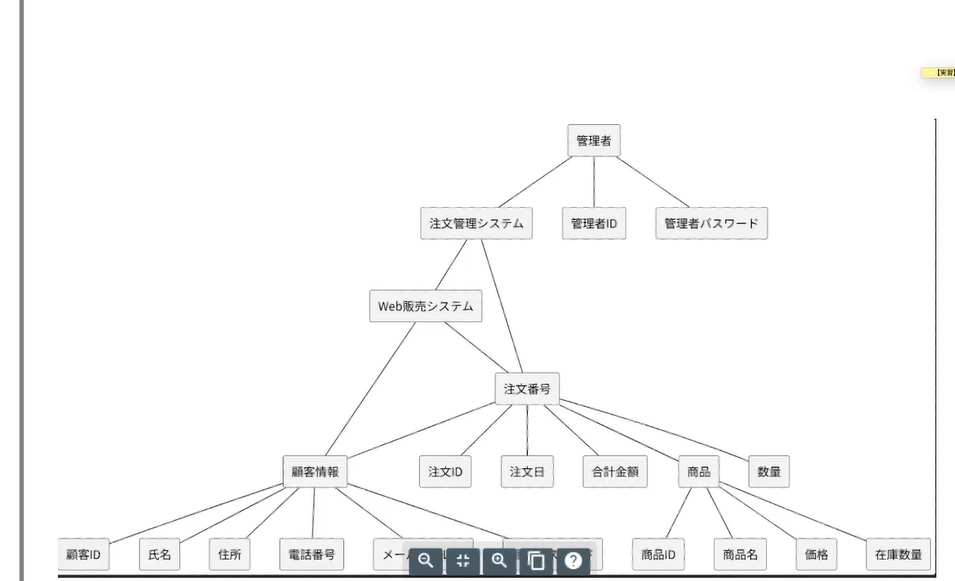 【実習】
管理者
注文管理システム
管理者ID
管理者パスワード
Web販売システム
注文番号
顧客情報
注文ID
注文日
合計金額
商品
数量
顧客ID
氏名
住所
電話番号
メー
商品ID
商品名
価格
在庫数量